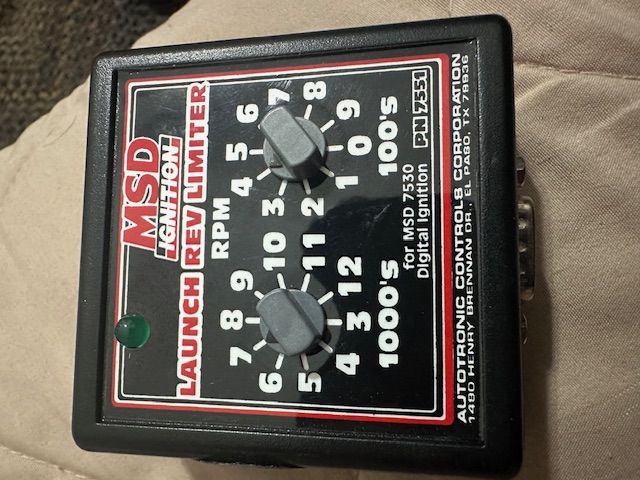 MSD
IGNITION
LAUNCH REV LIMITER
RPM
7 8 9 4 5 6
6 10 3 7
5 11 2 8
4 3 12 1 0 9
1000'S 100'S
for MSD 7530
Digital Ignition PN 7551
AUTOTRONIC CONTROLS CORPORATION
1490 HENRY BRENNAN DR., EL PASO, TX 79936